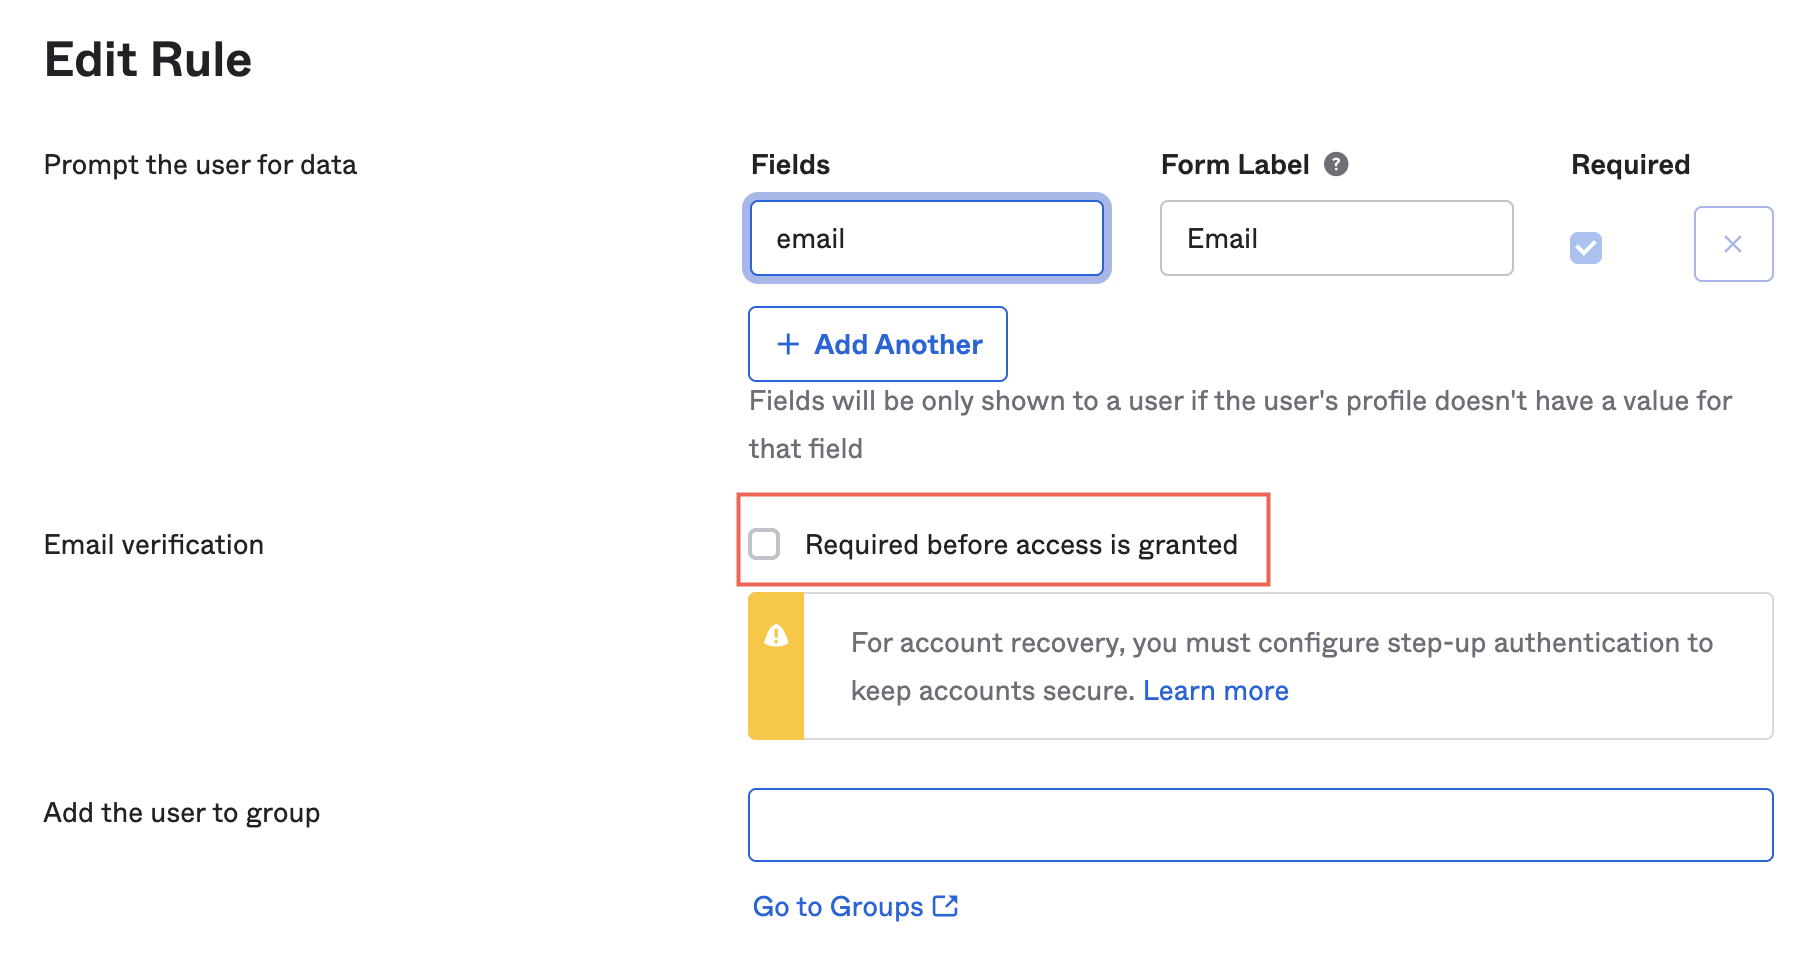 Edit Rule
Prompt the user for data
Fields
Form Label ?
Required
email
Email
+ Add Another
Fields will be only shown to a user if the user's profile doesn't have a value for
that field
Email verification
Required before access is granted
For account recovery, you must configure step-up authentication to
keep accounts secure. Learn more
Add the user to group
Go to Groups